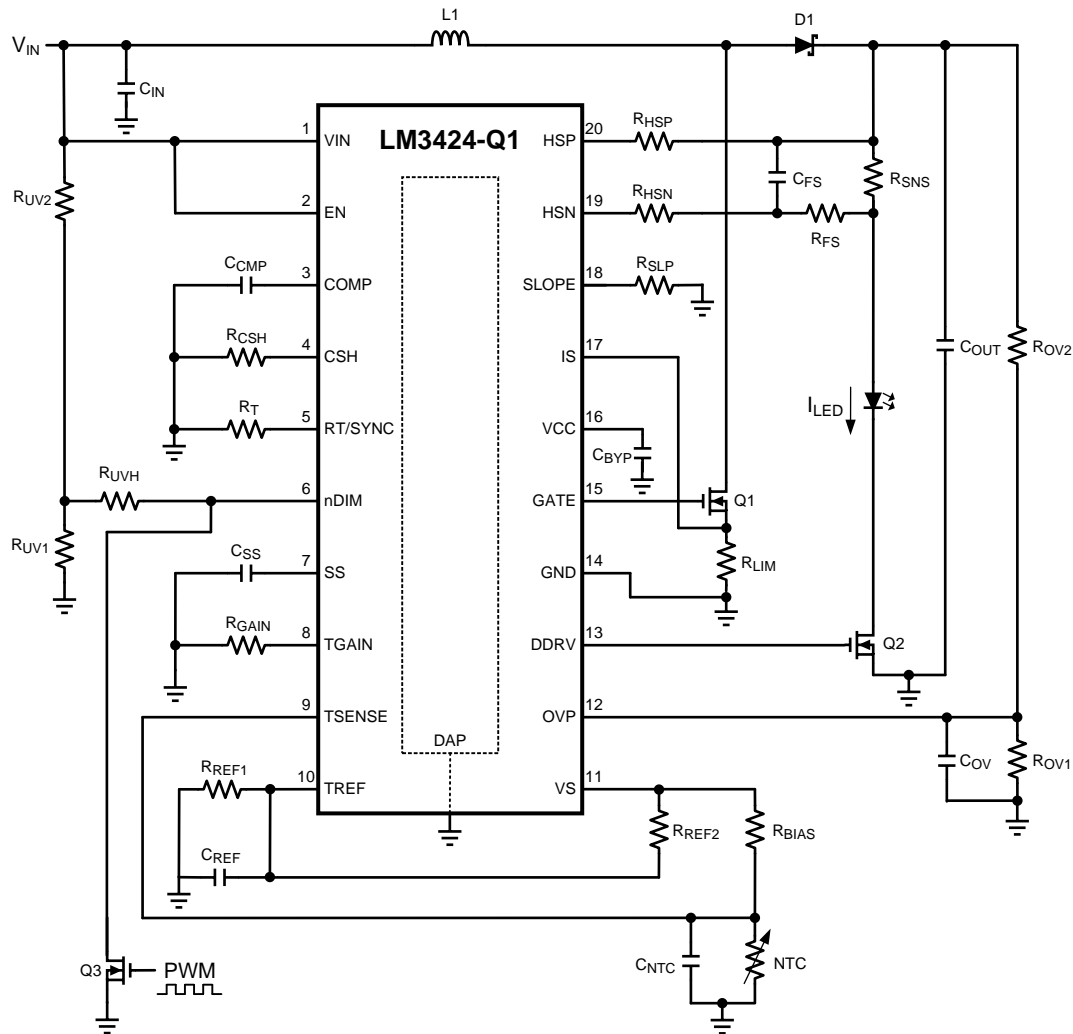 L1
D1
VIN
CIN
LM3424-Q1
1
VIN
HSP
20
RHSP
RUV2
CFS
RSNS
2
EN
HSN
19
RHSN
RFS
CCMP
3
COMP
SLOPE
18
RSLP
RCSH
4
CSH
IS
17
COUT
ROV2
RT
5
RT/SYNC
VCC
16
ILED
CBYP
RUVH
6
nDIM
GATE
15
Q1
RUV1
CSS
7
SS
GND
14
RLIM
RGAIN
8
TGAIN
DDRV
13
Q2
9
TSENSE
OVP
12
DAP
COV
ROV1
RREF1
10
TREF
VS
11
RREF2
RBIAS
CREF
CNTC
NTC
Q3
PWM